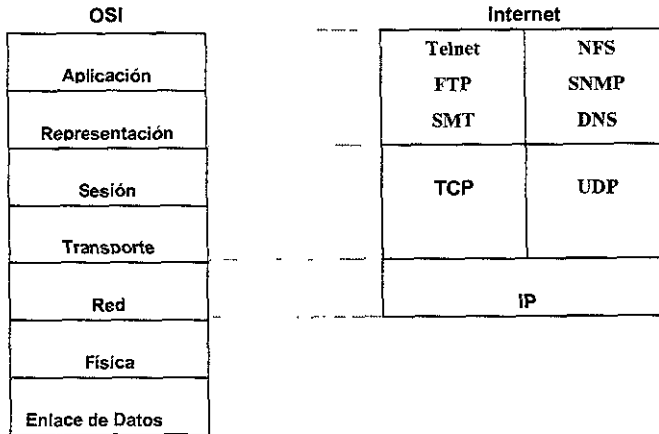 OSI
Aplicación
Representación
Sesión
Transporte
Red
Física
Enlace de Datos
Internet
Telnet NFS
FTP SNMP
SMT DNS
TCP UDP
IP